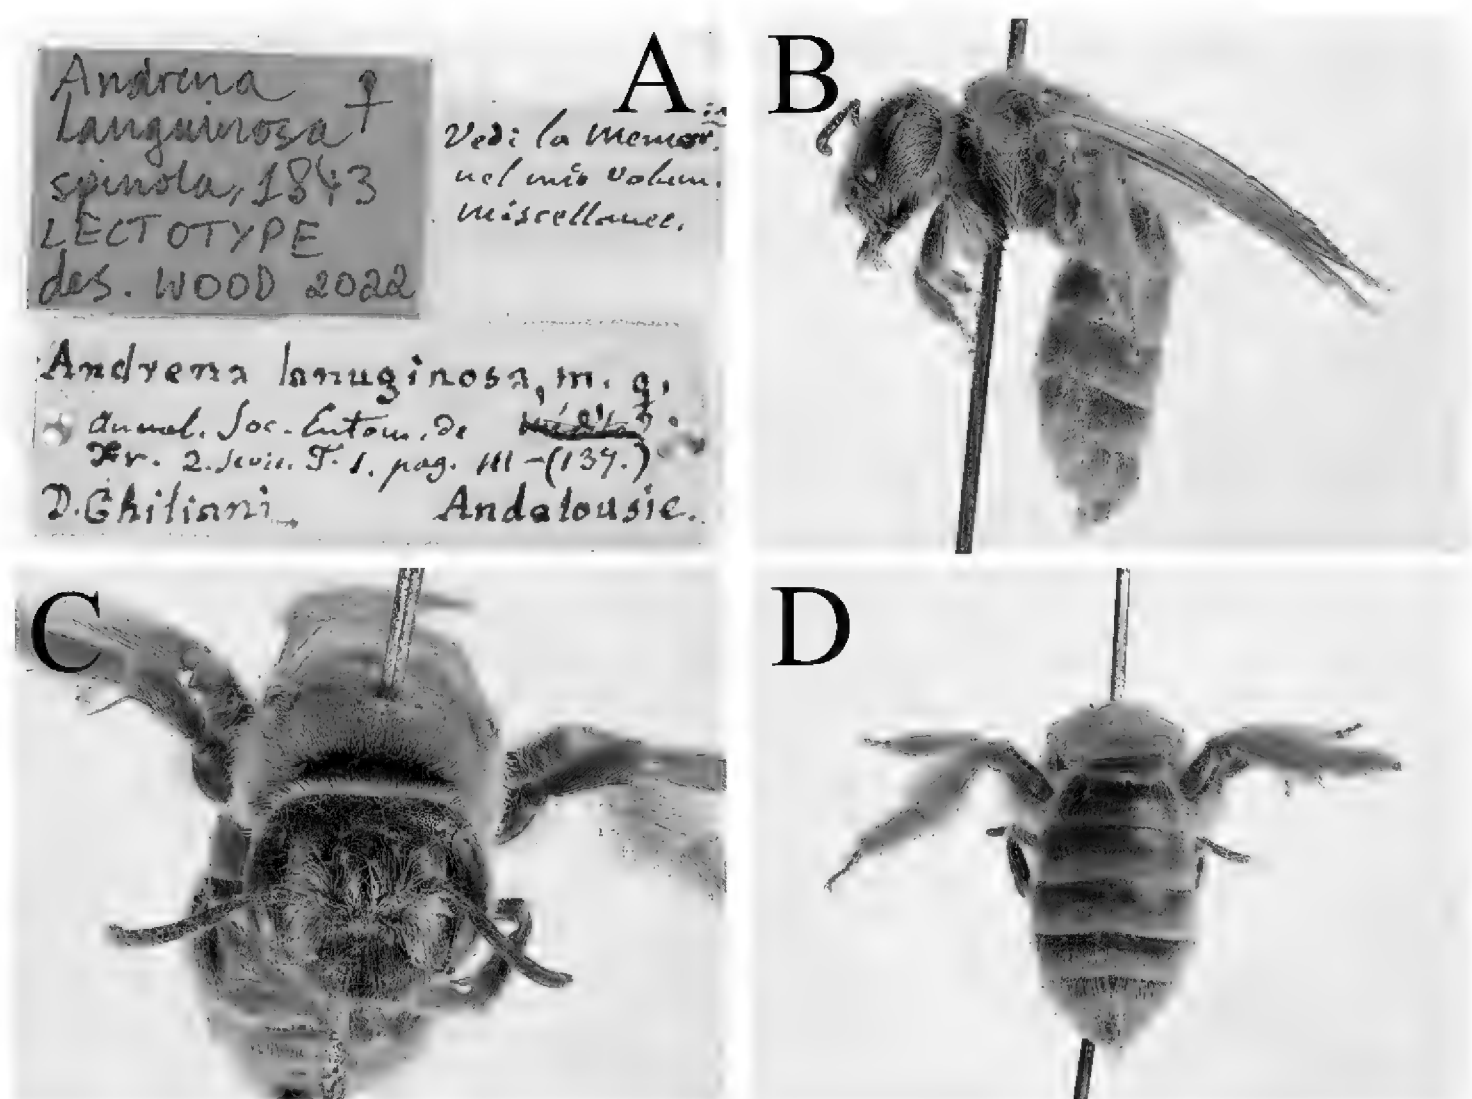 A
Andrena
Languinosa
spinola, 1843
LECTOTYPE
des. WOOD 2022
Vedi la Memor.
nel mio Volum.
Miscellanee.
Andrena lanuginosa, m. q.
Annal. Soc. Entom. de
Fr. 2. T. 1. pag. 111 - (137.)
D. Ghiliani Andalousie.
B
C
D